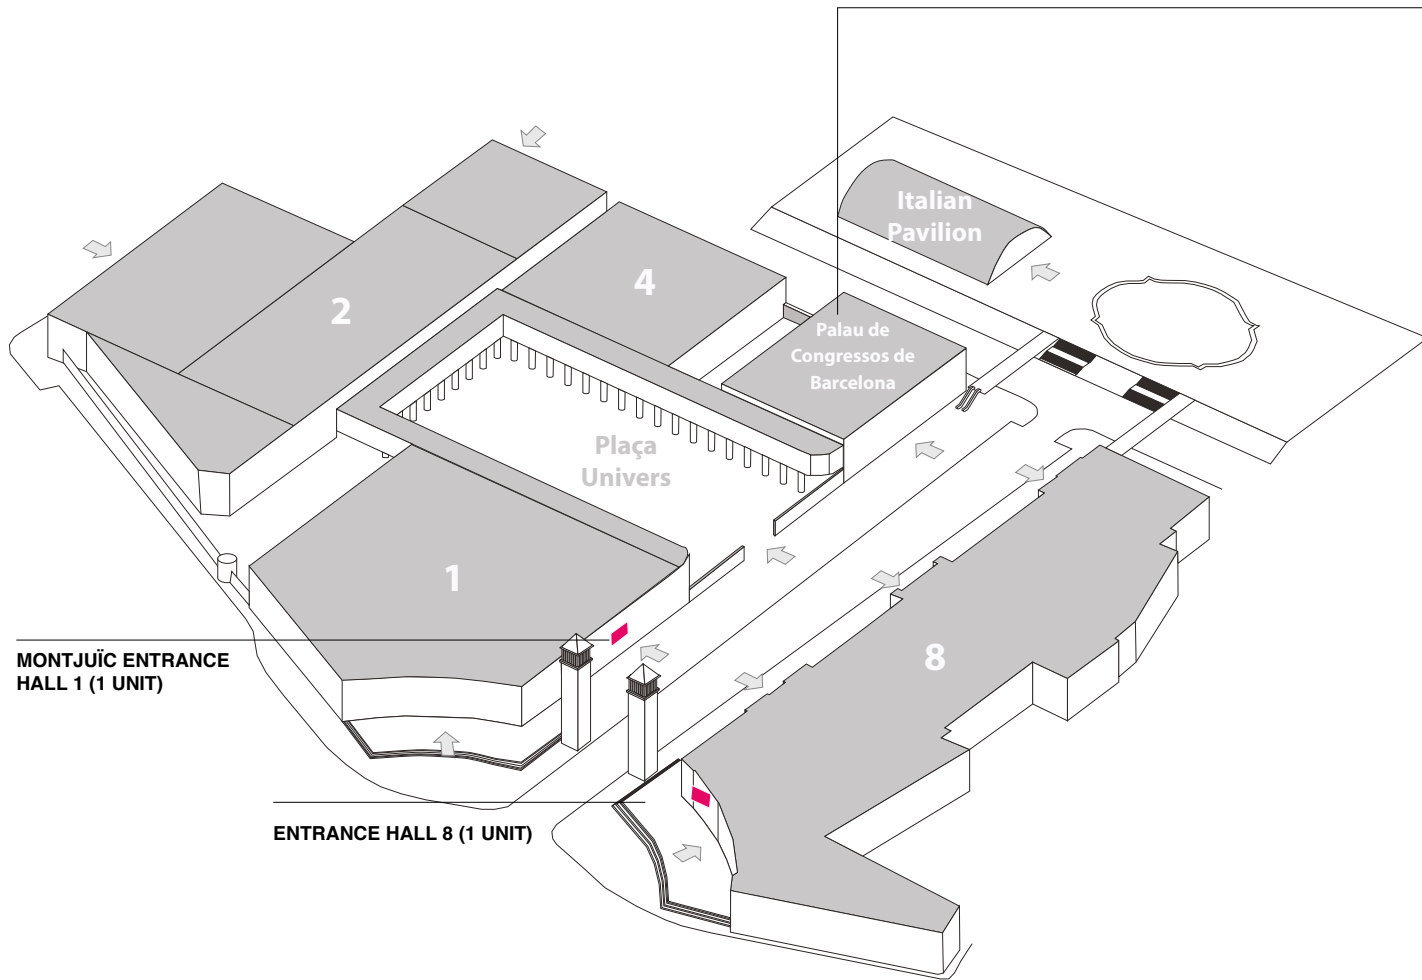 Italian
Pavilion
4
2
Palau de
Congressos de
Barcelona
Plaça
Univers
1
8
MONTJUÏC ENTRANCE
HALL 1 (1 UNIT)
ENTRANCE HALL 8 (1 UNIT)